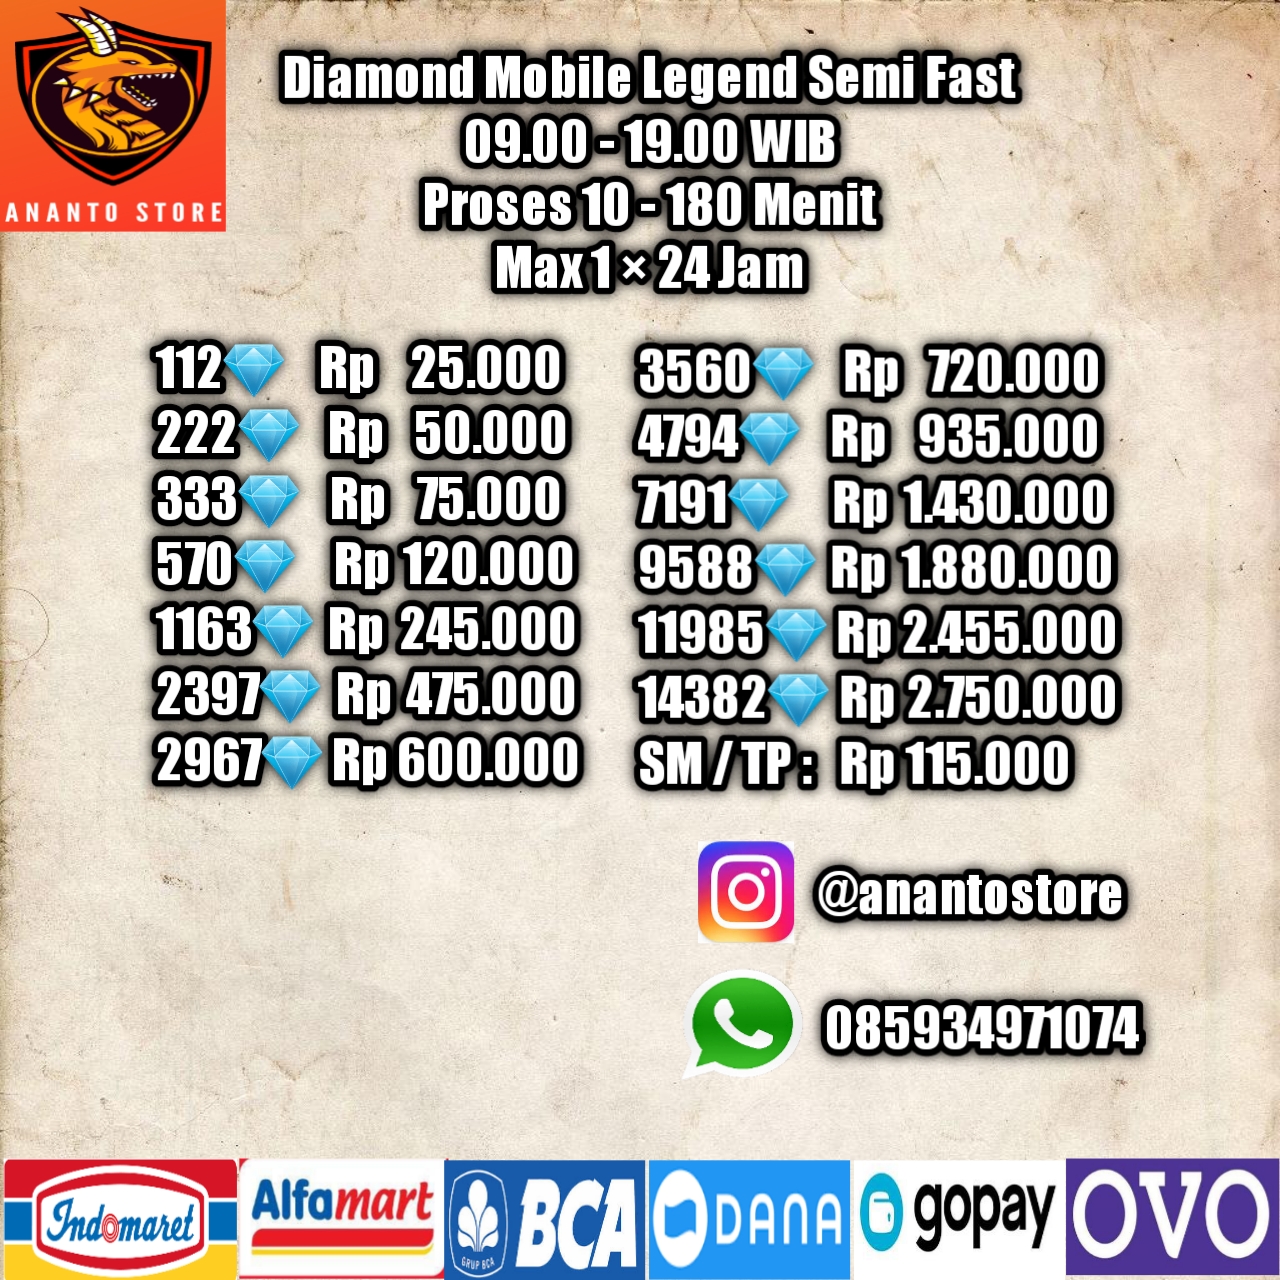 ANANTO STORE
Diamond Mobile Legend Semi Fast
09.00 - 19.00 WIB
Proses 10 - 180 Menit
Max 1 × 24 Jam
112💎 Rp 25.000
222💎 Rp 50.000
333💎 Rp 75.000
570💎 Rp 120.000
1163💎 Rp 245.000
2397💎 Rp 475.000
2967💎 Rp 600.000
3560💎 Rp 720.000
4794💎 Rp 935.000
7191💎 Rp 1.430.000
9588💎 Rp 1.880.000
11985💎 Rp 2.455.000
14382💎 Rp 2.750.000
SM / TP : Rp 115.000
@anantostore
085934971074
Indomaret
Alfamart
GRUP BCA
BCA
DANA
gopay
OVO